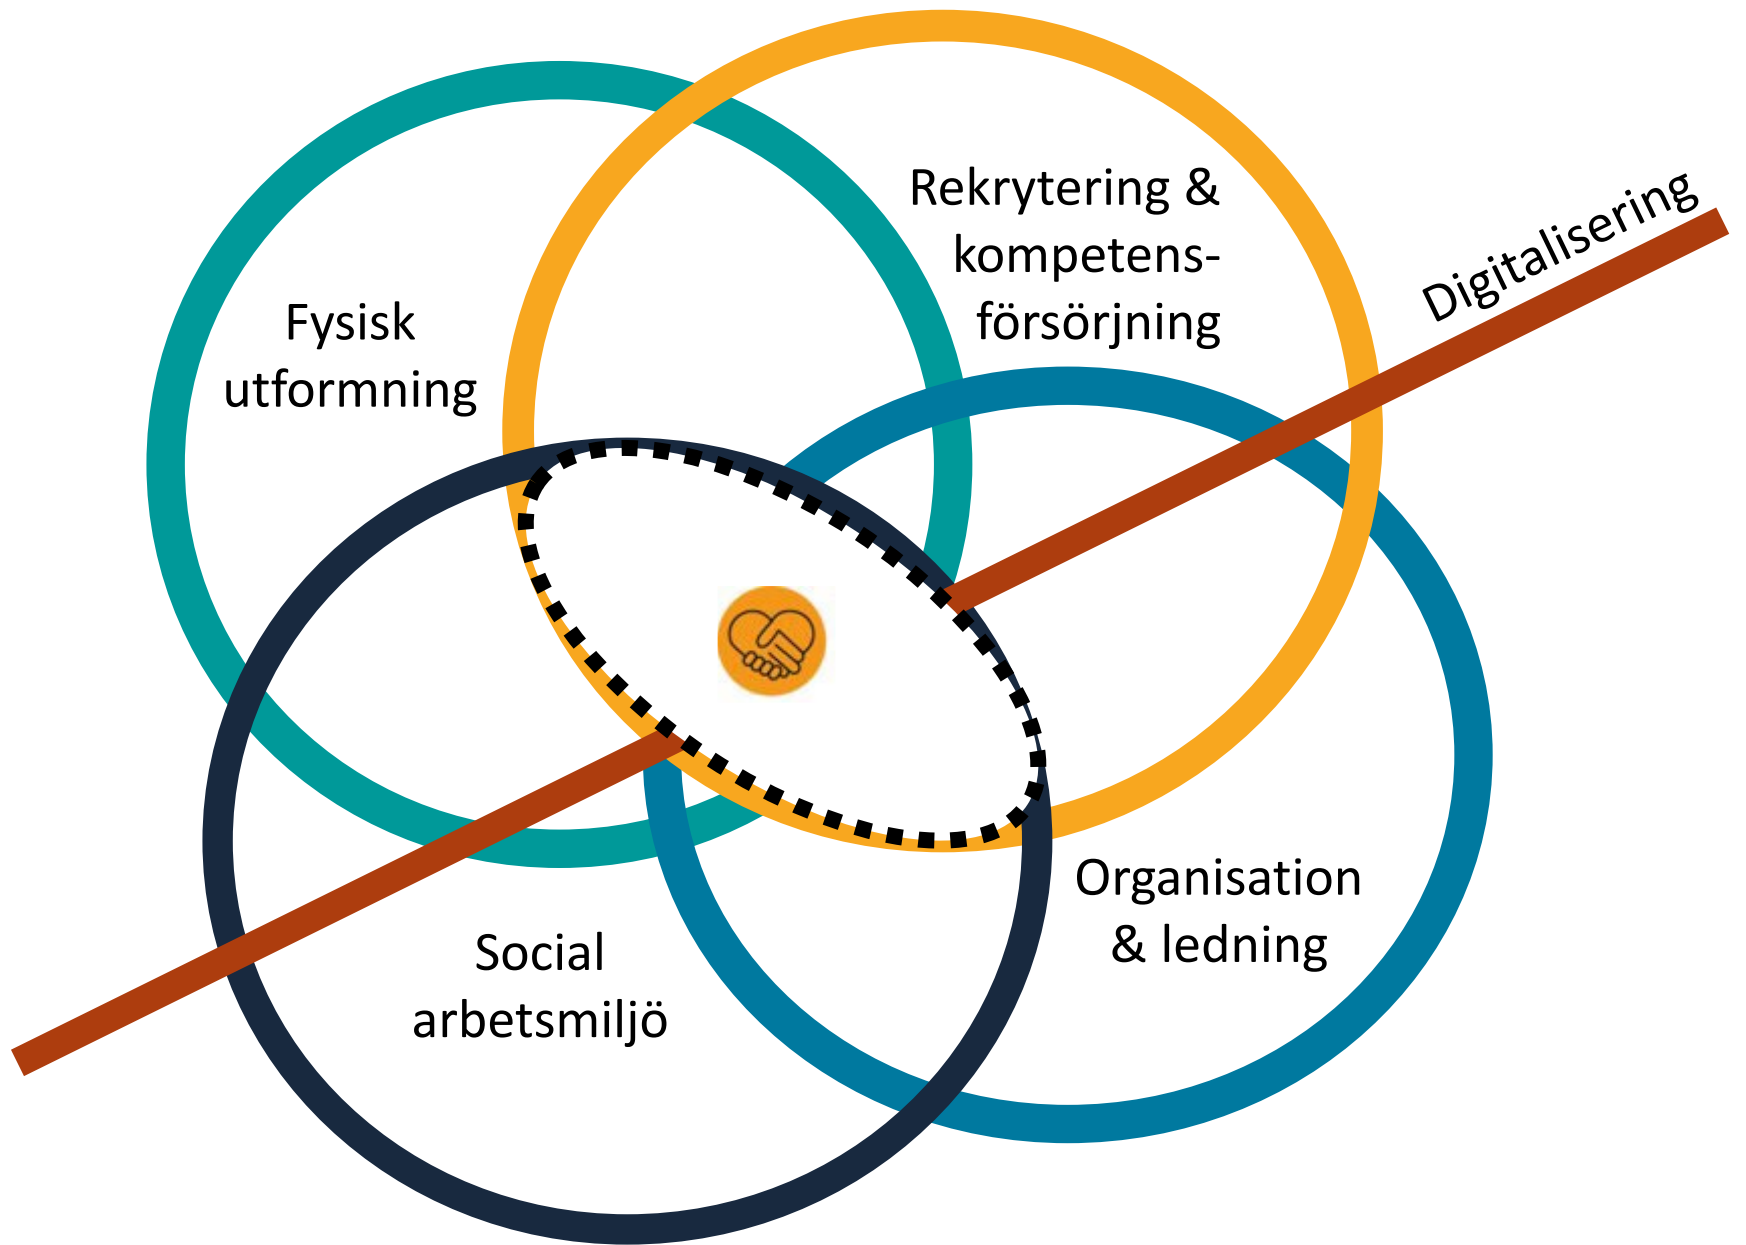 Rekrytering &
kompetens-
försörjning
Digitalisering
Fysisk
utformning
Organisation
& ledning
Social
arbetsmiljö